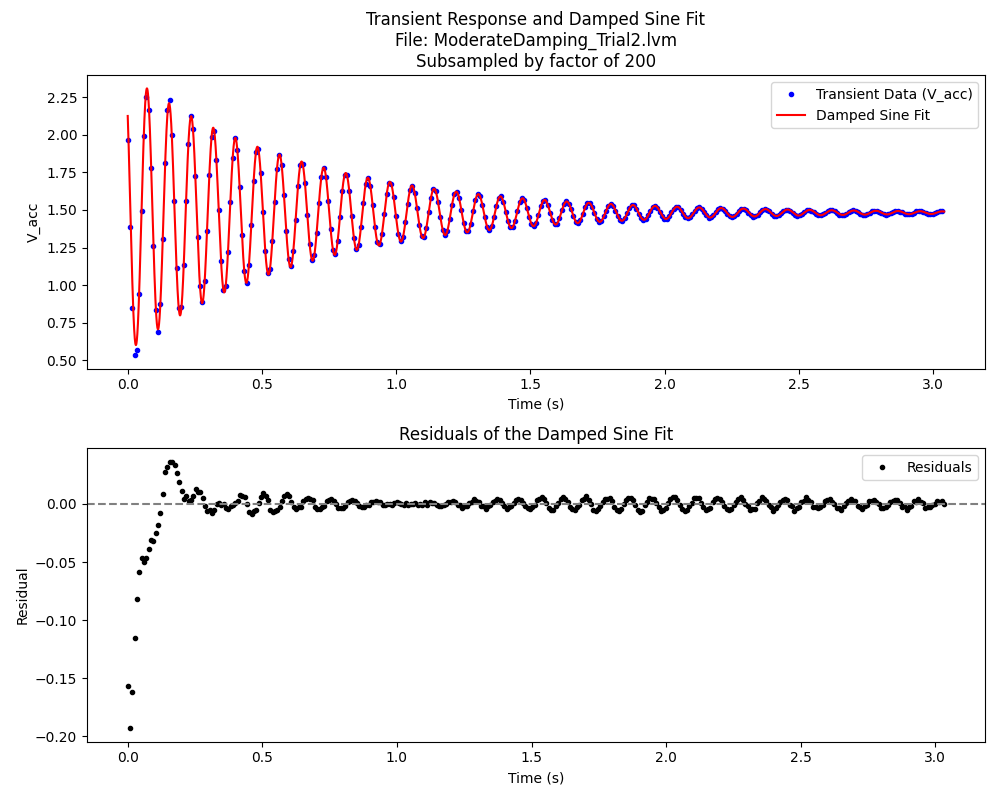 Transient Response and Damped Sine Fit
File: ModerateDamping_Trial2.lvm
Subsampled by factor of 200
Transient Data (V_acc)
Damped Sine Fit
V_acc
2.25
2.00
1.75
1.50
1.25
1.00
0.75
0.50
0.0 0.5 1.0 1.5 2.0 2.5 3.0
Time (s)
Residuals of the Damped Sine Fit
Residuals
Residual
0.00
−0.05
−0.10
−0.15
−0.20
0.0 0.5 1.0 1.5 2.0 2.5 3.0
Time (s)